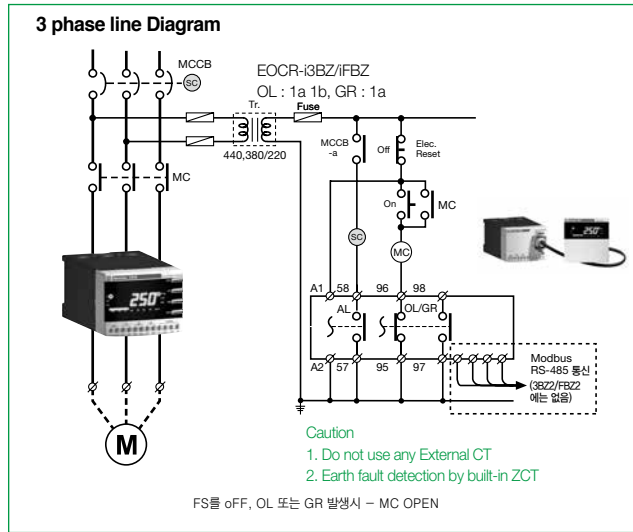 3 phase line Diagram
MCCB
SC
EOCR-i3BZ/iFBZ
OL : 1a 1b, GR : 1a
Tr.
Fuse
440,380/220
MCCB
-a
Off
Elec.
Reset
MC
On
MC
SC
MC
250
250
A1 58 96 98
AL OL/GR
A2 57 95 97
Modbus
RS-485 통신
(3BZ2/FBZ2
에는 없음)
M
Caution
1. Do not use any External CT
2. Earth fault detection by built-in ZCT
FS를 oFF, OL 또는 GR 발생시 – MC OPEN